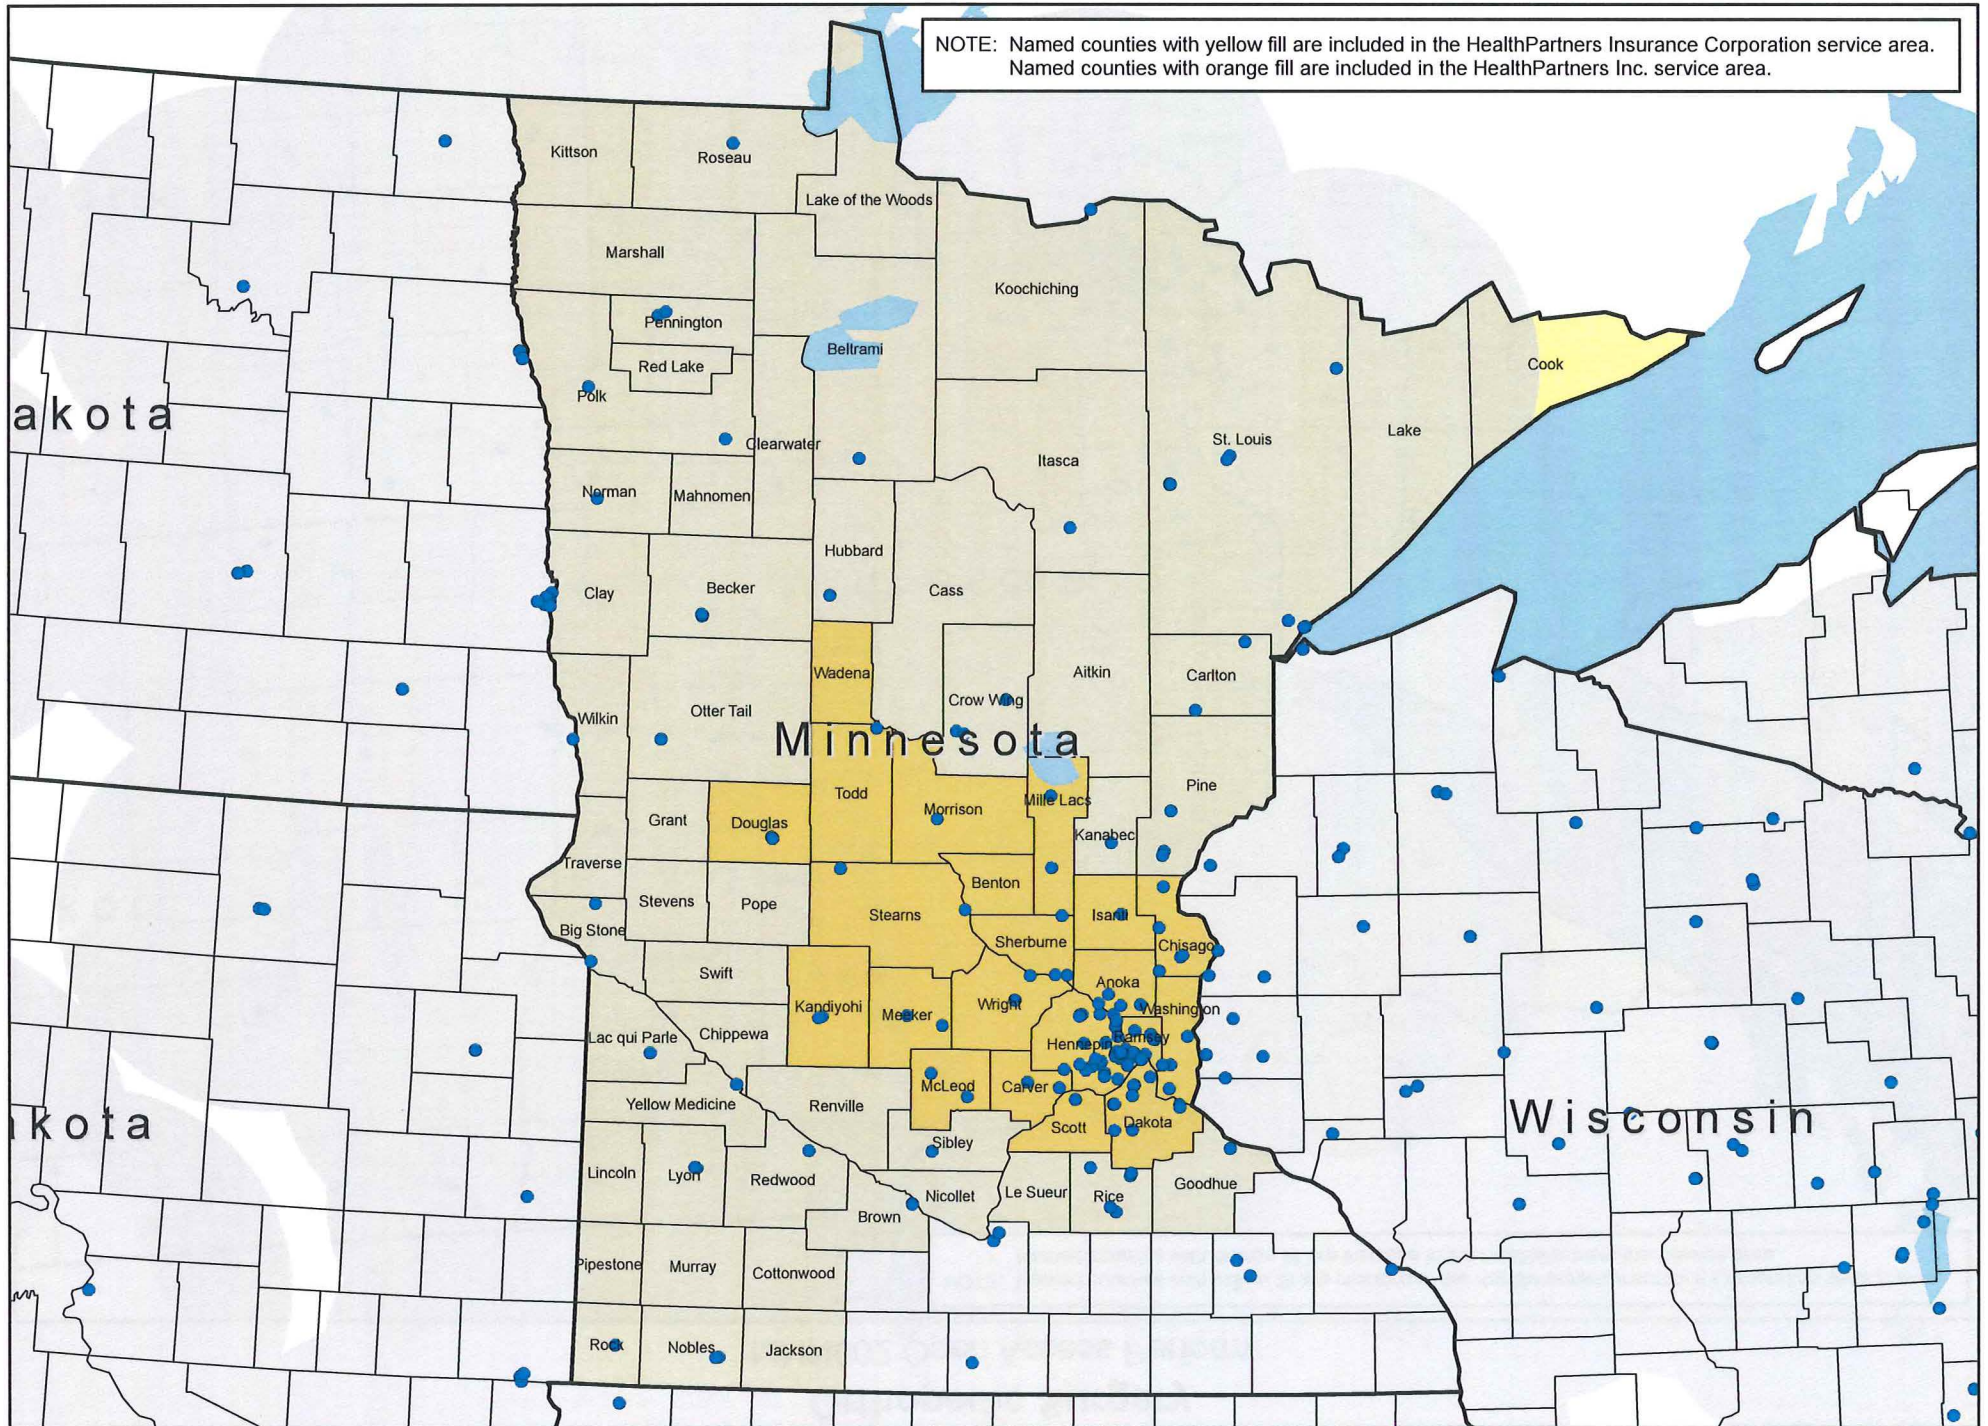 NOTE: Named counties with yellow fill are included in the HealthPartners Insurance Corporation service area.
Named counties with orange fill are included in the HealthPartners Inc. service area.
Kittson
Roseau
Lake of the Woods
Marshall
Koochiching
Pennington
Beltrami
Red Lake
Cook
Polk
akota
Clearwater
St. Louis
Lake
Itasca
Norman
Mahnomen
Hubbard
Clay
Becker
Cass
Wadena
Aitkin
Carlton
Crow Wing
Wilkin
Otter Tail
Minnesota
Pine
Todd
Mille Lacs
Morrison
Grant
Douglas
Kanabec
Traverse
Benton
Stevens
Pope
Stearns
Isanti
Big Stone
Sherburne
Chisago
Swift
Anoka
Kandiyohi
Wright
Washington
Meeker
Lac qui Parle
Chippewa
Ramsey
Hennepin
McLeod
Carver
Yellow Medicine
Renville
Wisconsin
kota
Scott
Dakota
Sibley
Lincoln
Lyon
Redwood
Nicollet
Le Sueur
Rice
Goodhue
Brown
Pipestone
Murray
Cottonwood
Rock
Nobles
Jackson